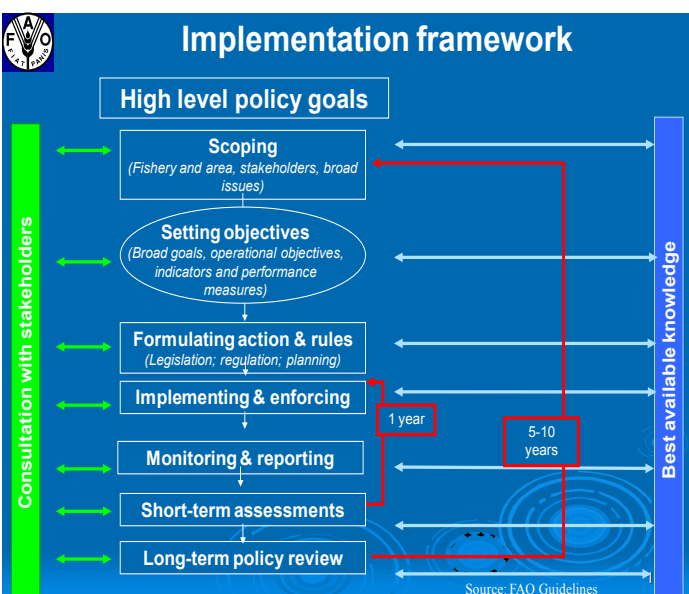 FAO
FIAT PANIS
Implementation framework
High level policy goals
Scoping
(Fishery and area, stakeholders, broad
issues)
Setting objectives
(Broad goals, operational objectives,
indicators and performance
measures)
Formulating action & rules
(Legislation; regulation; planning)
Implementing & enforcing
1 year
5-10
years
Monitoring & reporting
Short-term assessments
Long-term policy review
Consultation with stakeholders
Best available knowledge
Source: FAO Guidelines